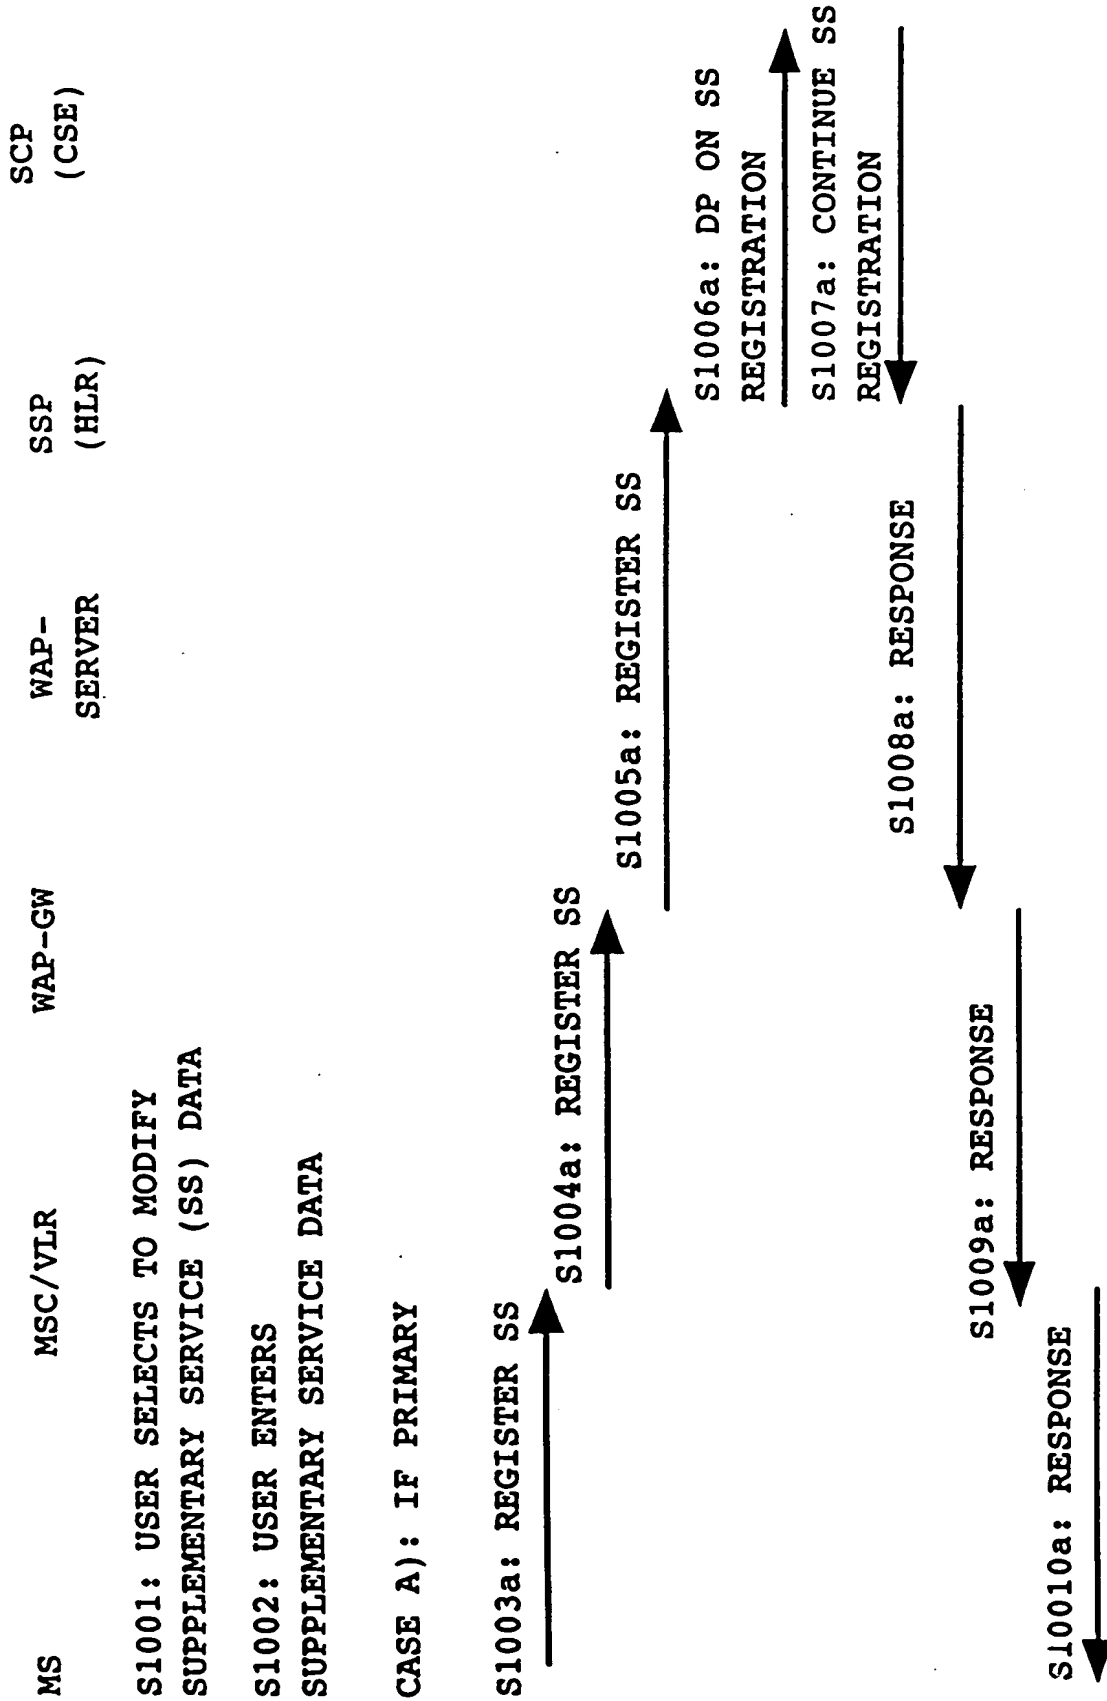 MS
MSC/VLR
WAP-GW
WAP-
SERVER
SSP
(HLR)
SCP
(CSE)
S1001: USER SELECTS TO MODIFY
SUPPLEMENTARY SERVICE (SS) DATA
S1002: USER ENTERS
SUPPLEMENTARY SERVICE DATA
CASE A): IF PRIMARY
S1003a: REGISTER SS
S1004a: REGISTER SS
S1005a: REGISTER SS
S1006a: DP ON SS
REGISTRATION
S1007a: CONTINUE SS
REGISTRATION
S1008a: RESPONSE
S1009a: RESPONSE
S10010a: RESPONSE